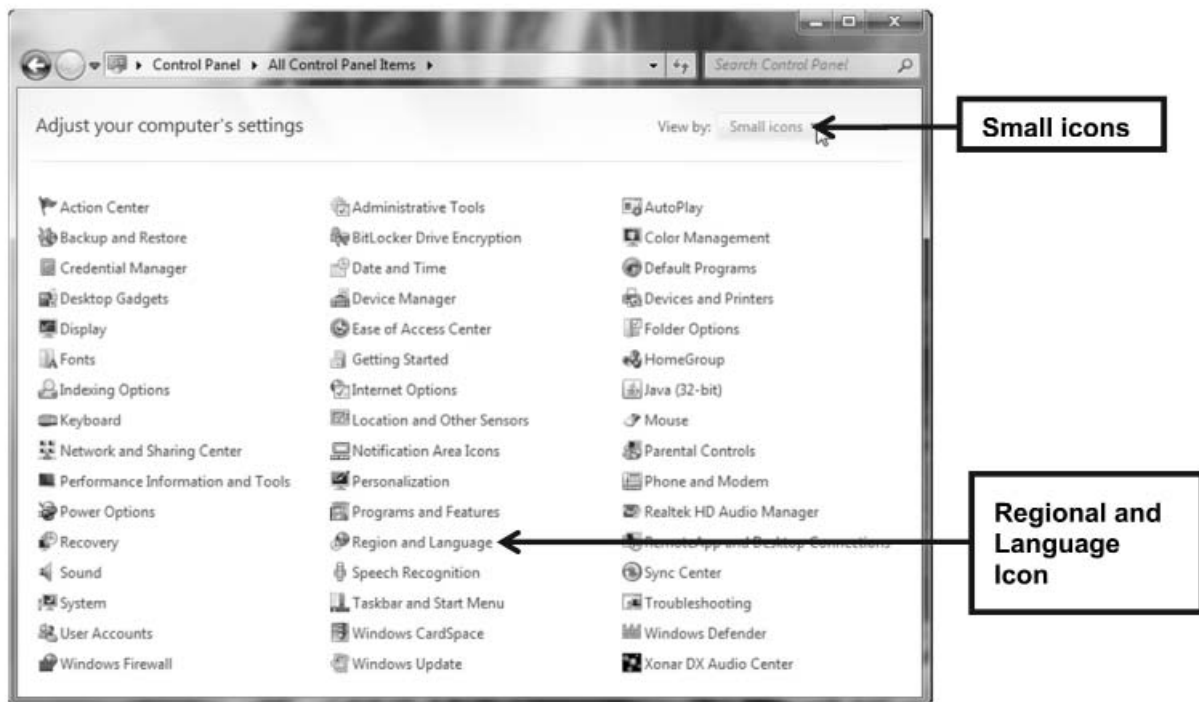 Control Panel All Control Panel Items Search Control Panel
Adjust your computer's settings View by: Small icons
Small icons
Action Center Administrative Tools AutoPlay
Backup and Restore BitLocker Drive Encryption Color Management
Credential Manager Date and Time Default Programs
Desktop Gadgets Device Manager Devices and Printers
Display Ease of Access Center Folder Options
Fonts Getting Started HomeGroup
Indexing Options Internet Options Java (32-bit)
Keyboard Location and Other Sensors Mouse
Network and Sharing Center Notification Area Icons Parental Controls
Performance Information and Tools Personalization Phone and Modem
Power Options Programs and Features Realtek HD Audio Manager
Recovery Region and Language RemoteApp and Desktop Connections
Sound Speech Recognition Sync Center
System Taskbar and Start Menu Troubleshooting
User Accounts Windows CardSpace Windows Defender
Windows Firewall Windows Update Xonar DX Audio Center
Regional and
Language
Icon